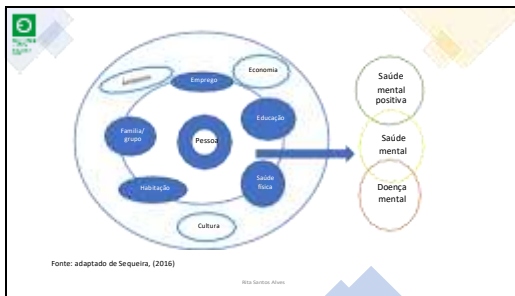 Economia
Emprego
Educação
Família/
grupo
Pessoa
Habitação
Saúde
física
Cultura
Saúde
mental
positiva
Saúde
mental
Doença
mental
Fonte: adaptado de Sequeira, (2016)
Rita Santos Alves